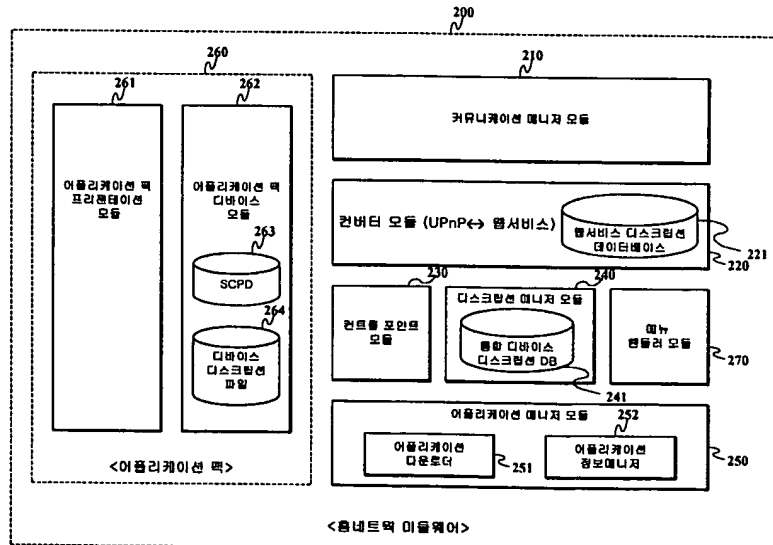 200
260
261
262
210
어플리케이션 팩
프리젠테이션
모듈
어플리케이션 팩
디바이스
모듈
263
SCPD
264
디바이스
디스크립션
파일
<어플리케이션 팩>
커뮤니케이션 매니저 모듈
컨버터 모듈 (UPnP↔ 웹서비스)
웹서비스 디스크립션
데이터베이스
221
220
230
컨트롤 포인트
모듈
240
디스크립션 매니저 모듈
통합 디바이스
디스크립션 DB
241
메뉴
핸들러 모듈
270
어플리케이션 매니저 모듈
252
어플리케이션
다운로더
251
어플리케이션
정보매니저
250
<홈네트워크 미들웨어>